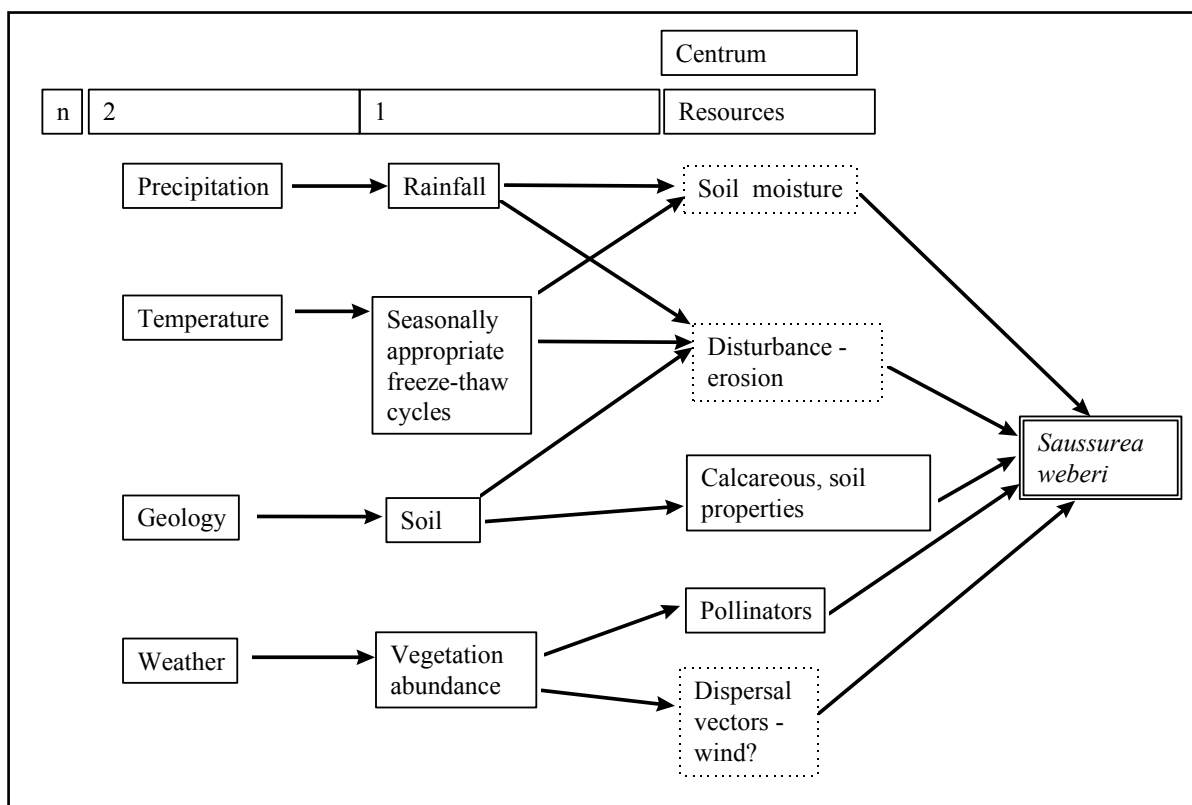 Centrum
n 2 1 Resources
Precipitation Rainfall Soil moisture
Temperature
Seasonally
appropriate
freeze-thaw
cycles
Disturbance -
erosion
Saussurea
weberi
Geology Soil
Calcareous, soil
properties
Pollinators
Weather
Vegetation
abundance
Dispersal
vectors -
wind?